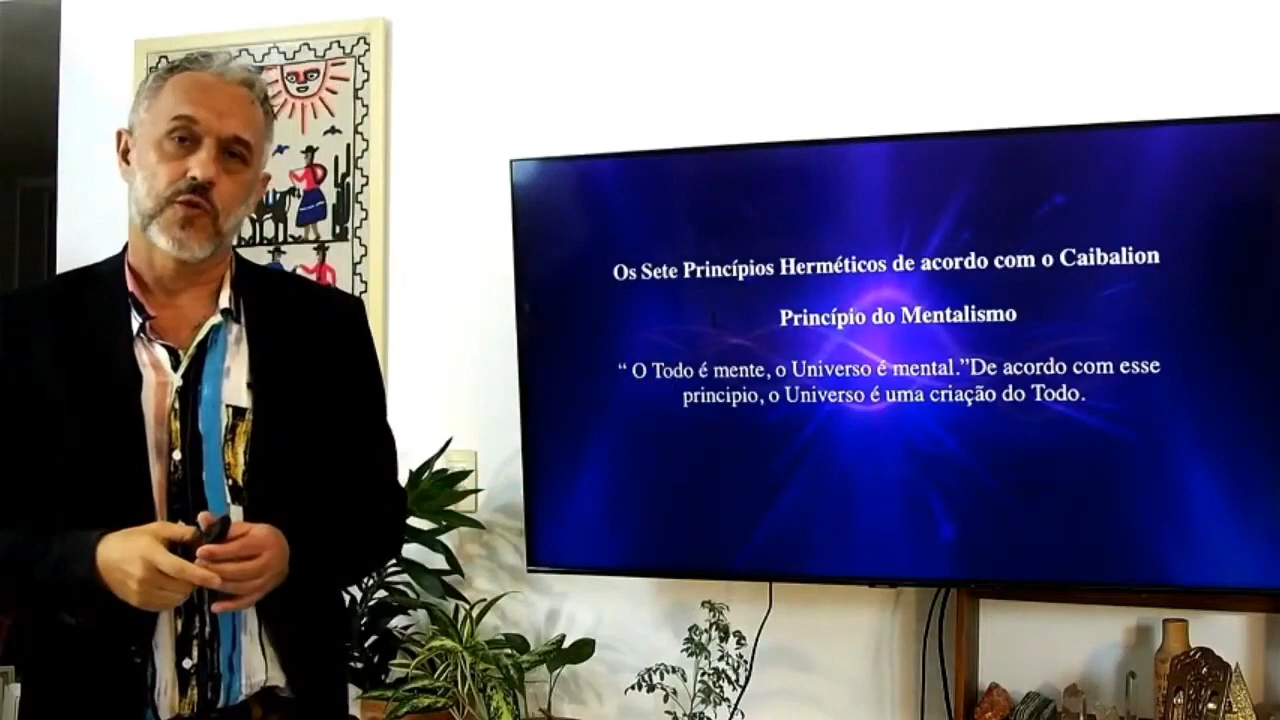 Os Sete Princípios Herméticos de acordo com o Caibalion
Princípio do Mentalismo
“ O Todo é mente, o Universo é mental.”De acordo com esse
principio, o Universo é uma criação do Todo.